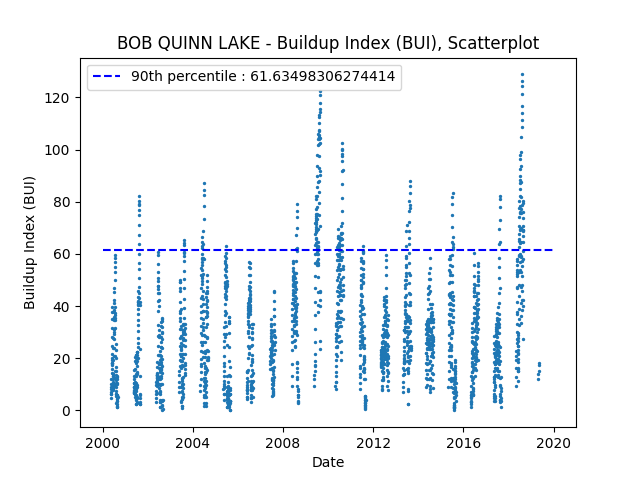 BOB QUINN LAKE - Buildup Index (BUI), Scatterplot
90th percentile : 61.63498306274414
120
100
80
60
40
20
0
Buildup Index (BUI)
2000 2004 2008 2012 2016 2020
Date